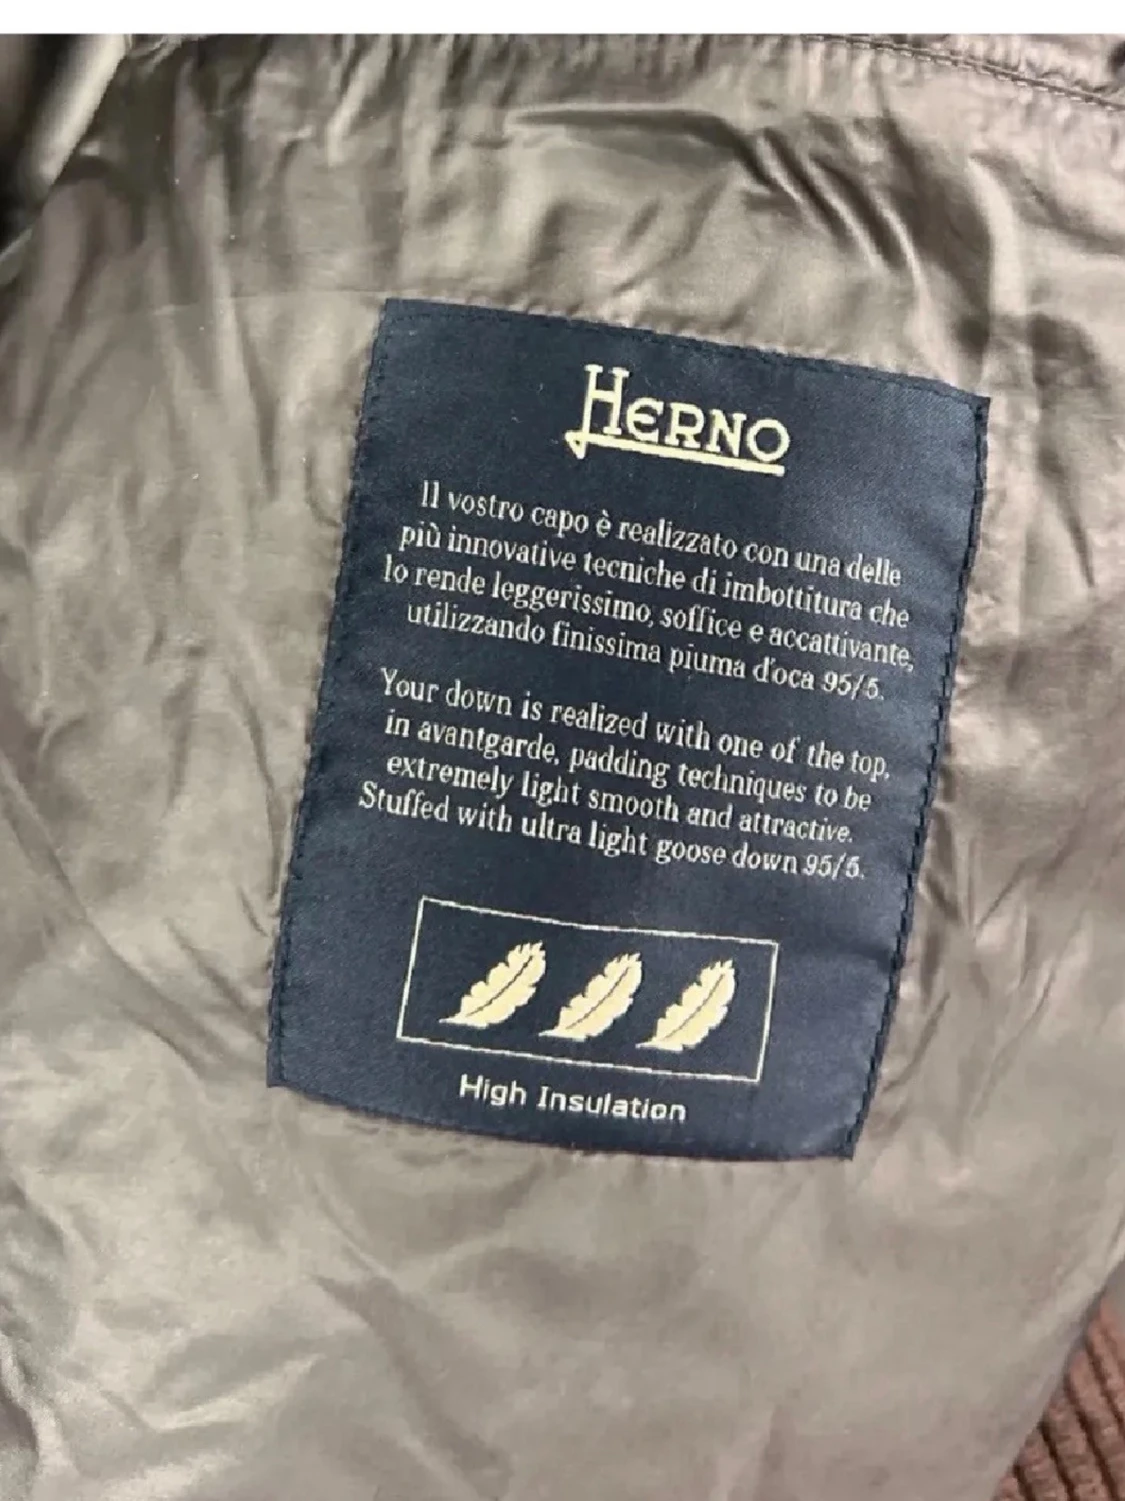 HERNO
Il vostro capo è realizzato con una delle
più innovative tecniche di imbottitura che
lo rende leggerissimo, soffice e accattivante,
utilizzando finissima piuma d'oca 95/5.
Your down is realized with one of the top,
in avantgarde, padding techniques to be
extremely light smooth and attractive.
Stuffed with ultra light goose down 95/5.
High Insulation